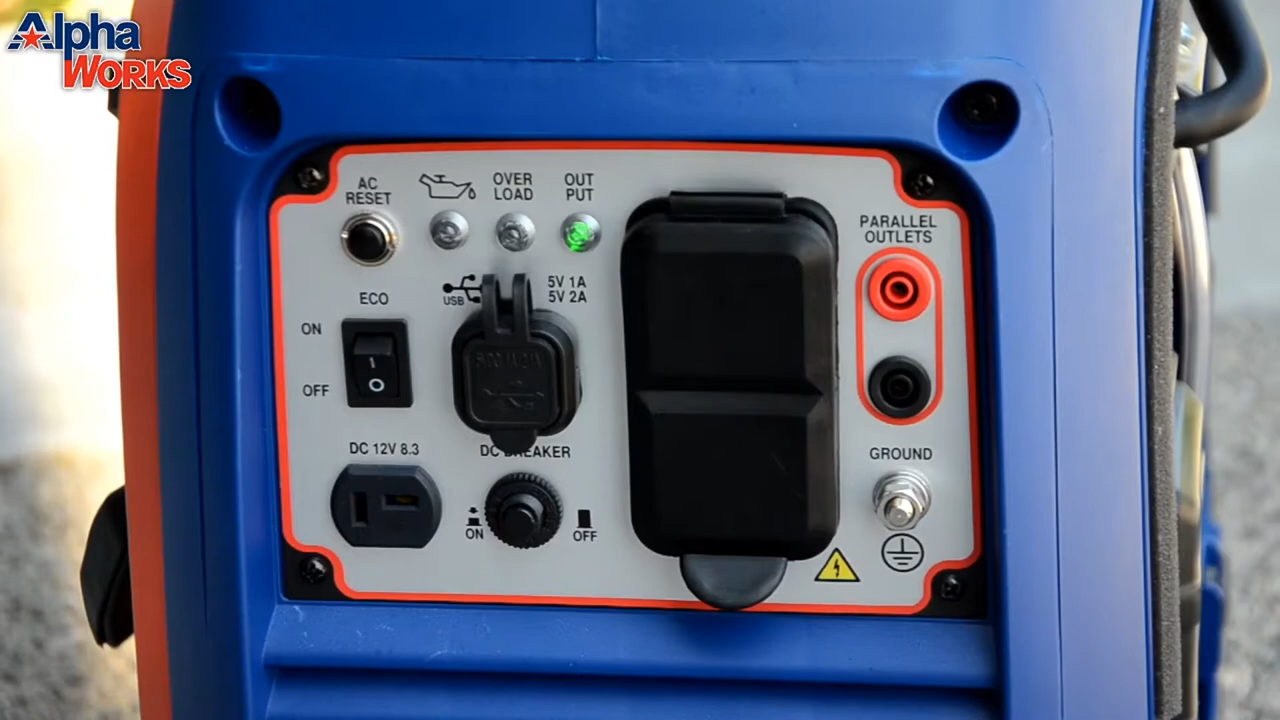 Alpha
WORKS
AC
RESET
OVER
LOAD
OUT
PUT
PARALLEL
OUTLETS
USB
5V 1A
5V 2A
ECO
ON
OFF
I
O
DC 12V 8.3
DC BREAKER
ON
OFF
GROUND